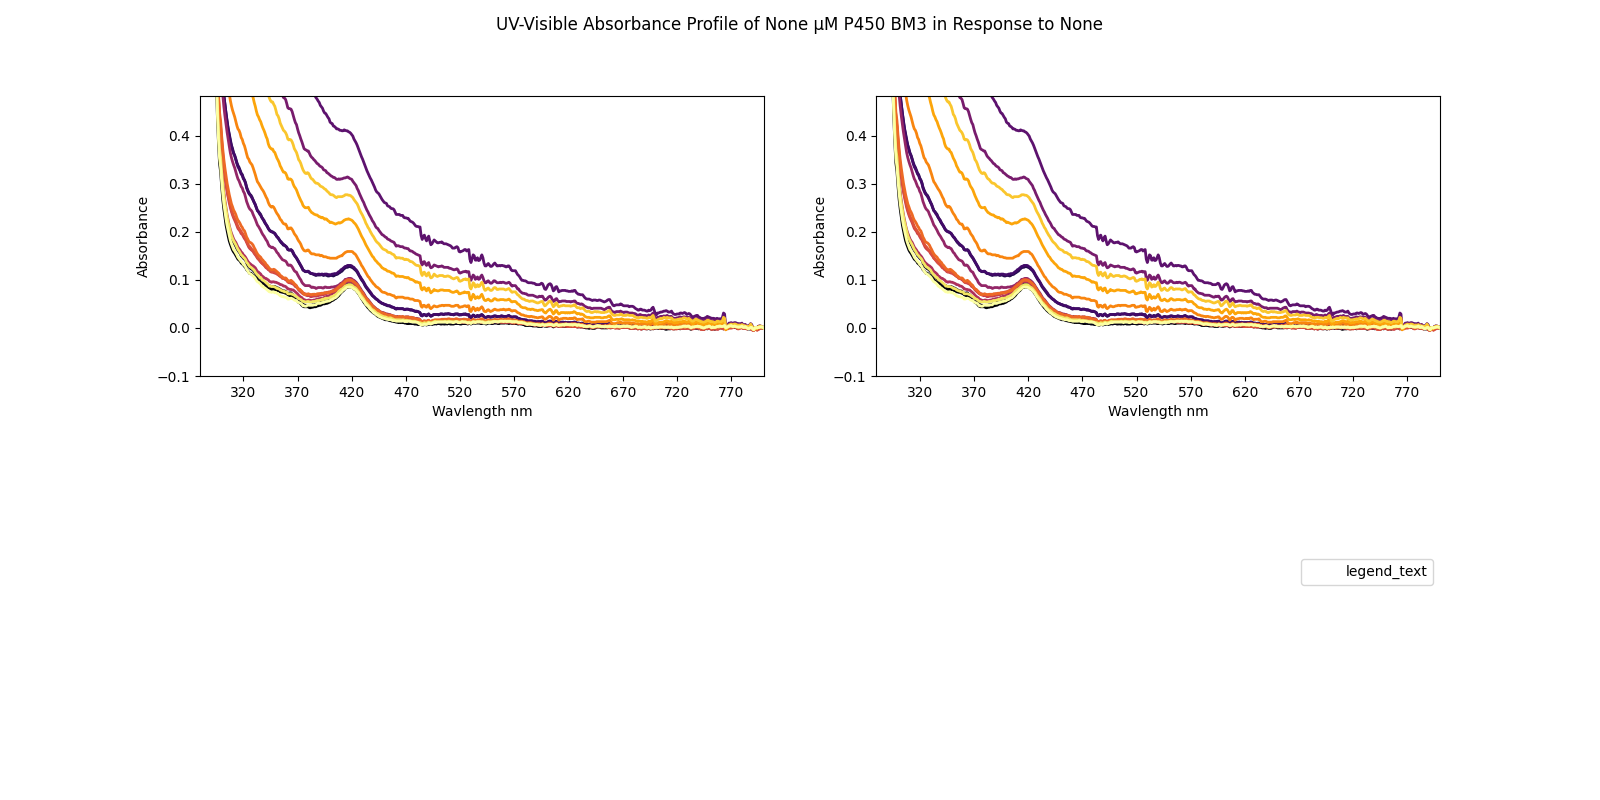 UV-Visible Absorbance Profile of None μM P450 BM3 in Response to None
Absorbance
0.4
0.3
0.2
0.1
0.0
−0.1
320 370 420 470 520 570 620 670 720 770
Wavlength nm
Absorbance
0.4
0.3
0.2
0.1
0.0
−0.1
320 370 420 470 520 570 620 670 720 770
Wavlength nm
legend_text